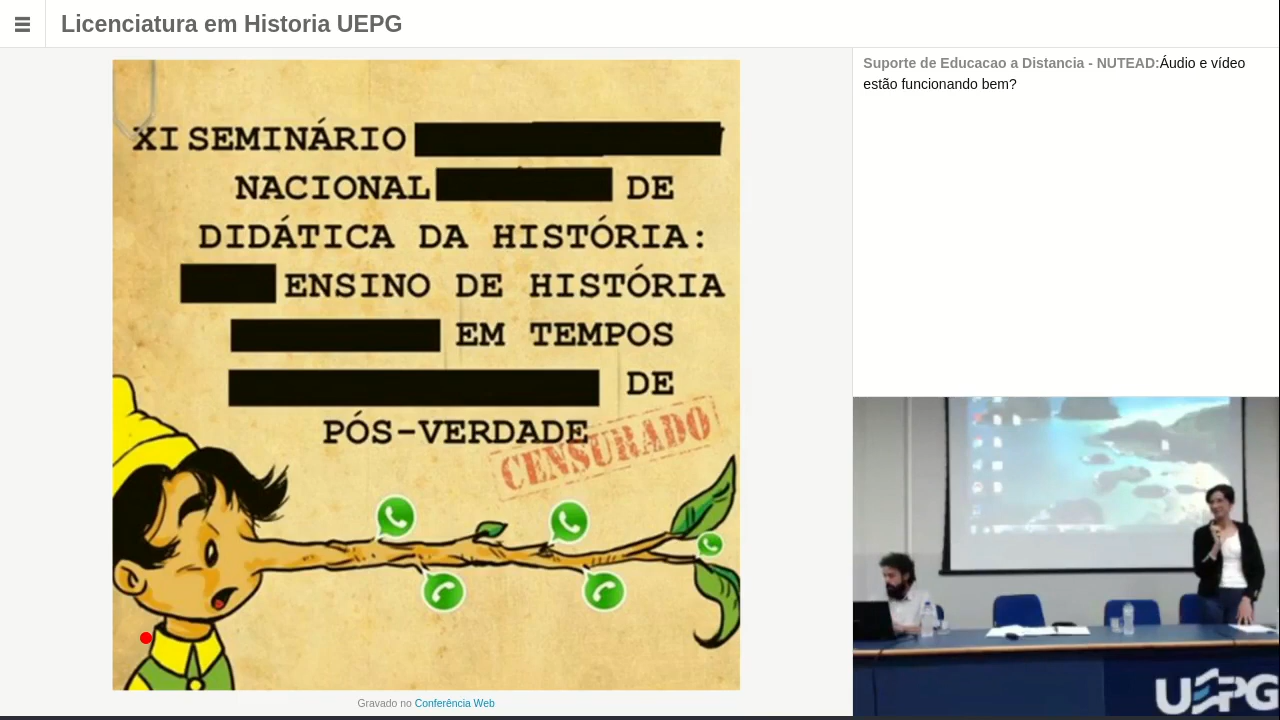 Licenciatura em Historia UEPG
XI SEMINÁRIO
NACIONAL DE
DIDÁTICA DA HISTÓRIA:
ENSINO DE HISTÓRIA
EM TEMPOS
DE
PÓS-VERDADE
CENSURADO
Gravado no Conferência Web
Suporte de Educacao a Distancia - NUTEAD:Áudio e vídeo
estão funcionando bem?
UEPG